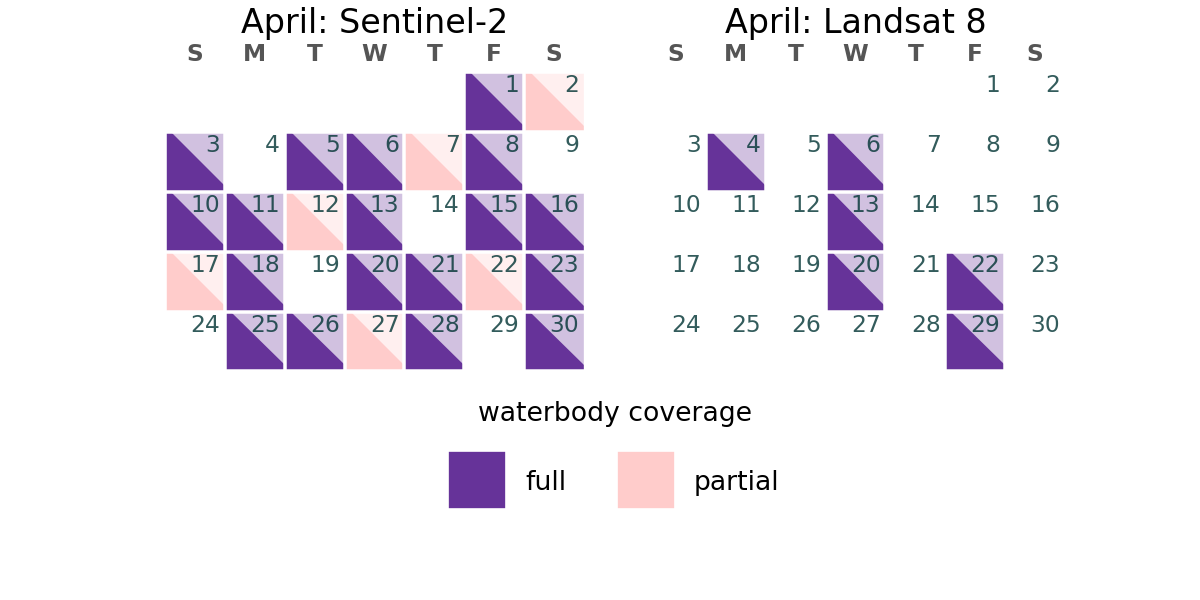 April: Sentinel-2
S M T W T F S
1 2
3 4 5 6 7 8 9
10 11 12 13 14 15 16
17 18 19 20 21 22 23
24 25 26 27 28 29 30
April: Landsat 8
S M T W T F S
1 2
3 4 5 6 7 8 9
10 11 12 13 14 15 16
17 18 19 20 21 22 23
24 25 26 27 28 29 30
waterbody coverage
full partial